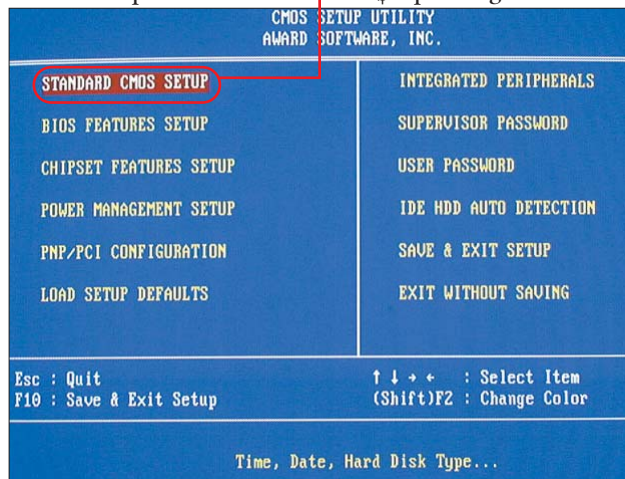 CMOS SETUP UTILITY
AWARD SOFTWARE, INC.
STANDARD CMOS SETUP
BIOS FEATURES SETUP
CHIPSET FEATURES SETUP
POWER MANAGEMENT SETUP
PNP/PCI CONFIGURATION
LOAD SETUP DEFAULTS
INTEGRATED PERIPHERALS
SUPERVISOR PASSWORD
USER PASSWORD
IDE HDD AUTO DETECTION
SAVE & EXIT SETUP
EXIT WITHOUT SAVING
Esc : Quit
F10 : Save & Exit Setup
↑ ↓ → ← : Select Item
(Shift)F2 : Change Color
Time, Date, Hard Disk Type...